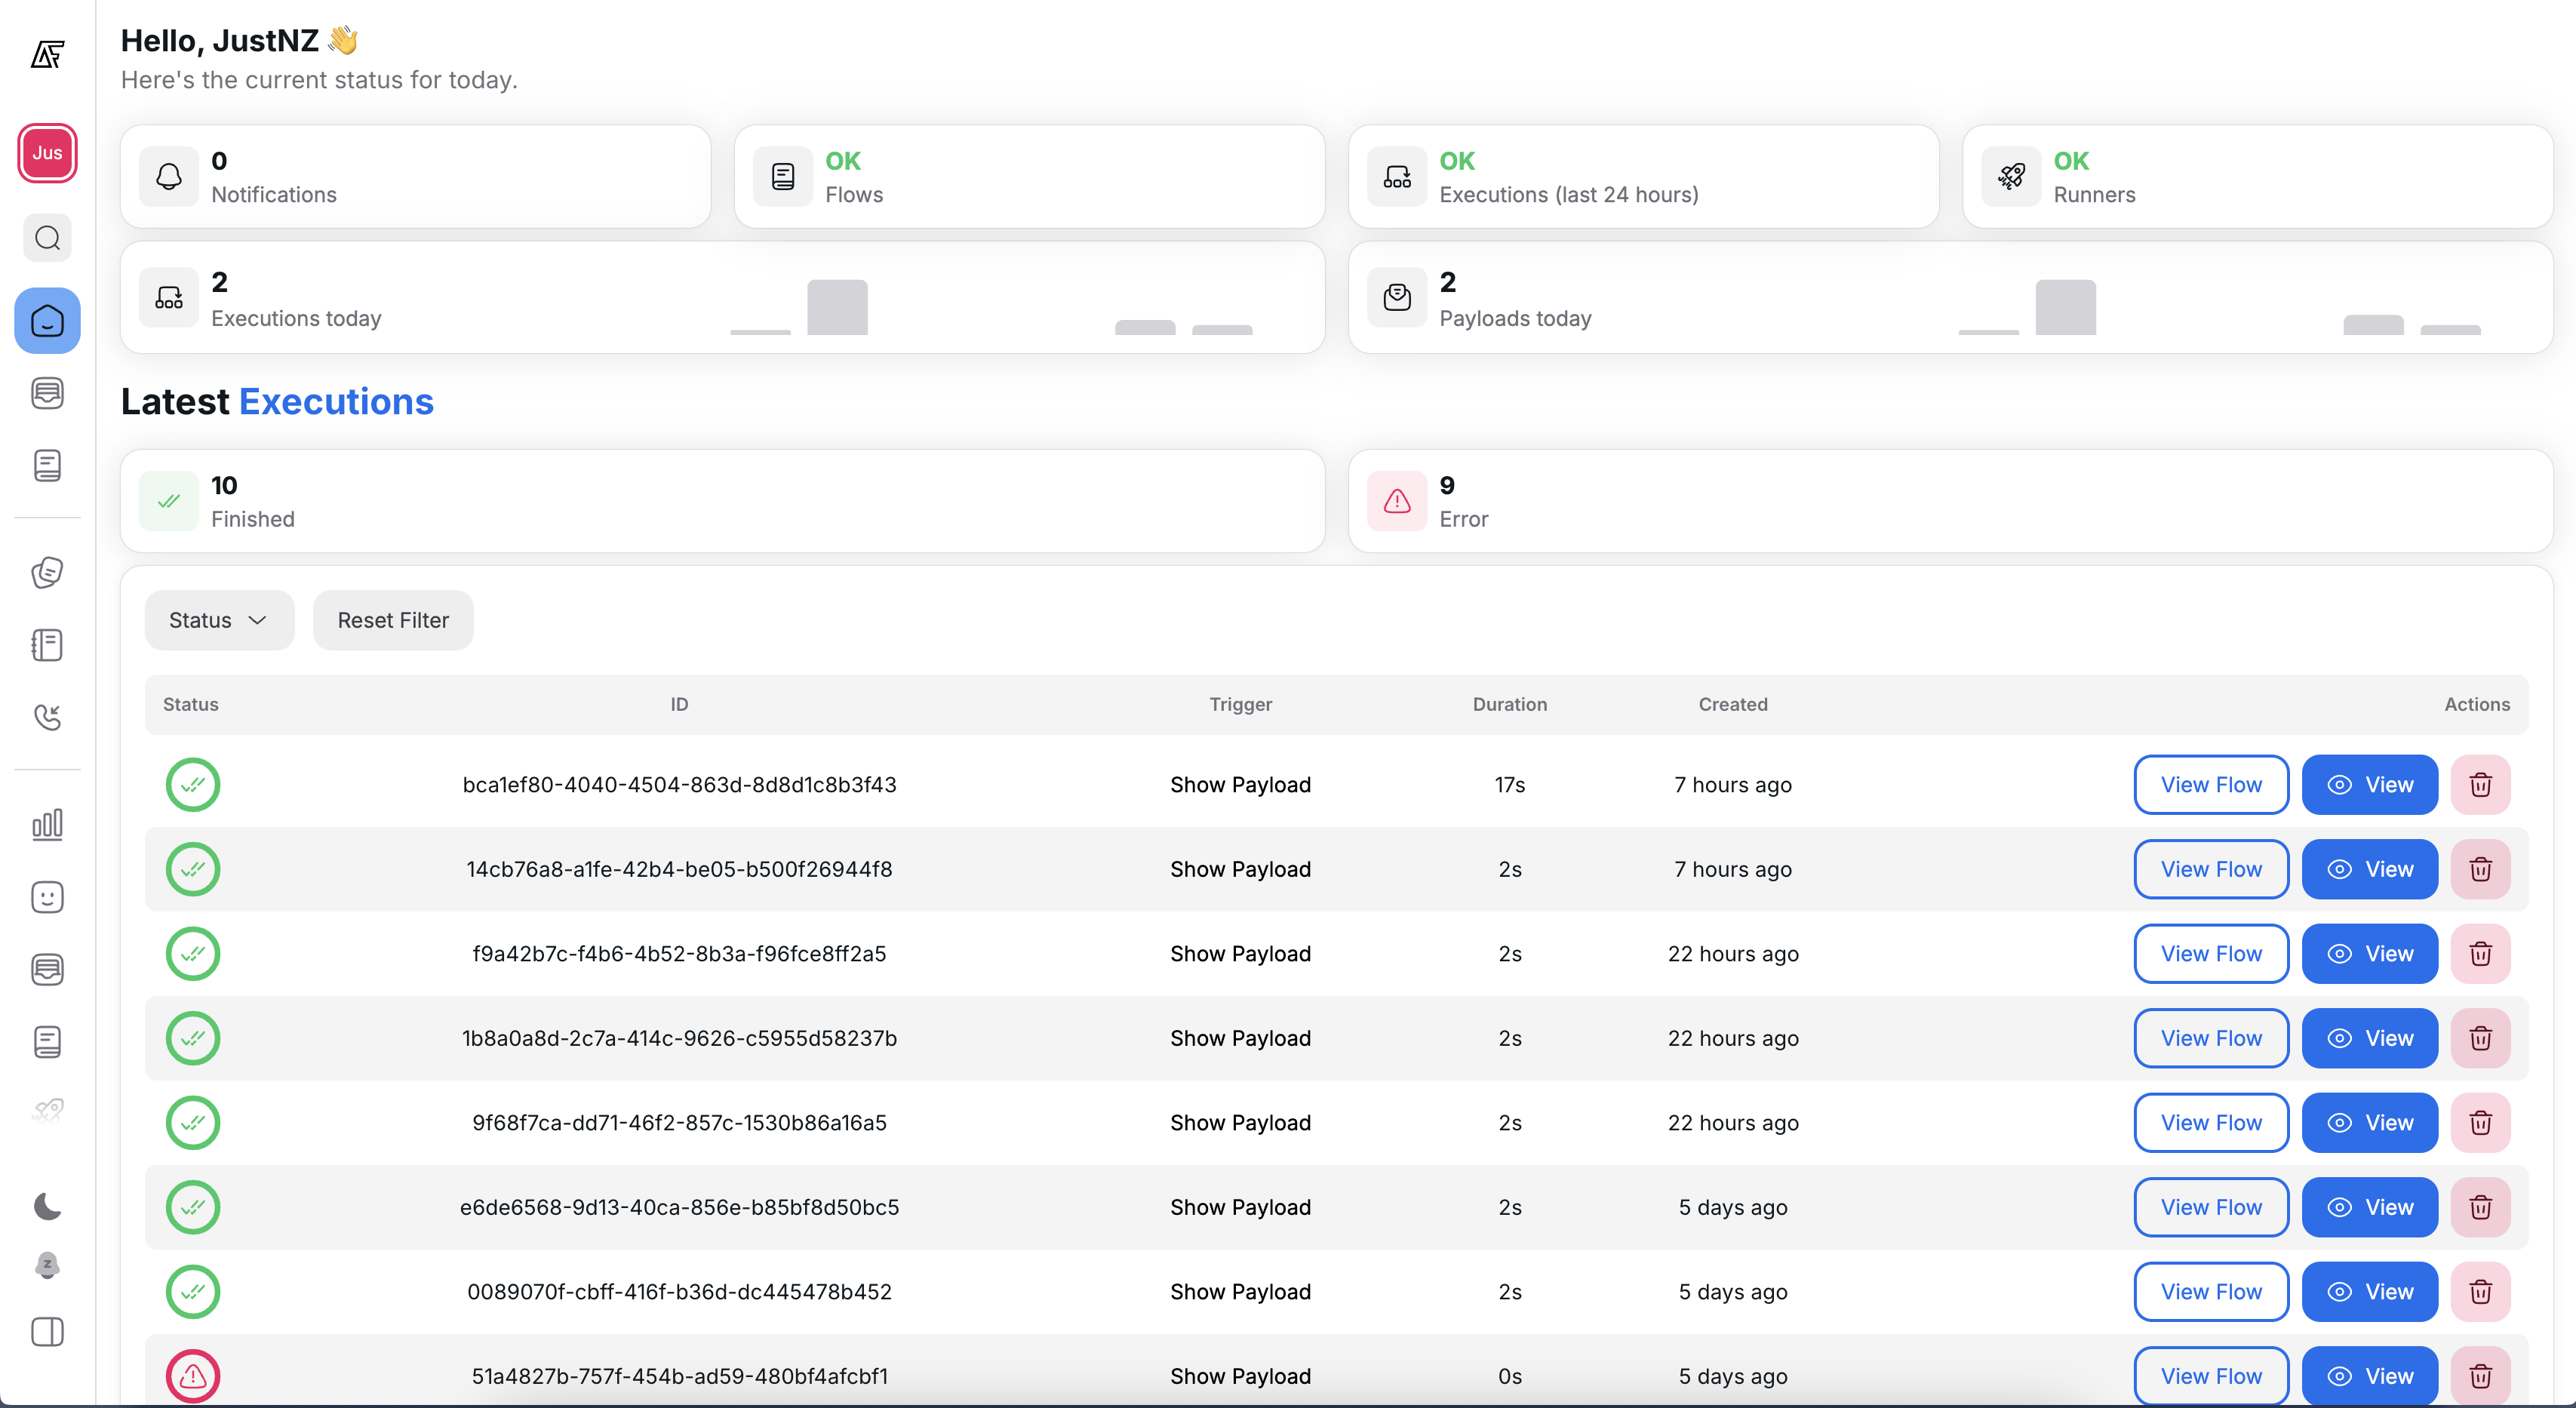 Hello, JustNZ 👋
Here's the current status for today.
Jus
0
Notifications
OK
Flows
OK
Executions (last 24 hours)
OK
Runners
2
Executions today
2
Payloads today
Latest Executions
10
Finished
9
Error
Status
Reset Filter
Status ID Trigger Duration Created Actions
bca1ef80-4040-4504-863d-8d8d1c8b3f43 Show Payload 17s 7 hours ago View Flow View
14cb76a8-a1fe-42b4-be05-b500f26944f8 Show Payload 2s 7 hours ago View Flow View
f9a42b7c-f4b6-4b52-8b3a-f96fce8ff2a5 Show Payload 2s 22 hours ago View Flow View
1b8a0a8d-2c7a-414c-9626-c5955d58237b Show Payload 2s 22 hours ago View Flow View
9f68f7ca-dd71-46f2-857c-1530b86a16a5 Show Payload 2s 22 hours ago View Flow View
e6de6568-9d13-40ca-856e-b85bf8d50bc5 Show Payload 2s 5 days ago View Flow View
0089070f-cbff-416f-b36d-dc445478b452 Show Payload 2s 5 days ago View Flow View
51a4827b-757f-454b-ad59-480bf4afcbf1 Show Payload 0s 5 days ago View Flow View